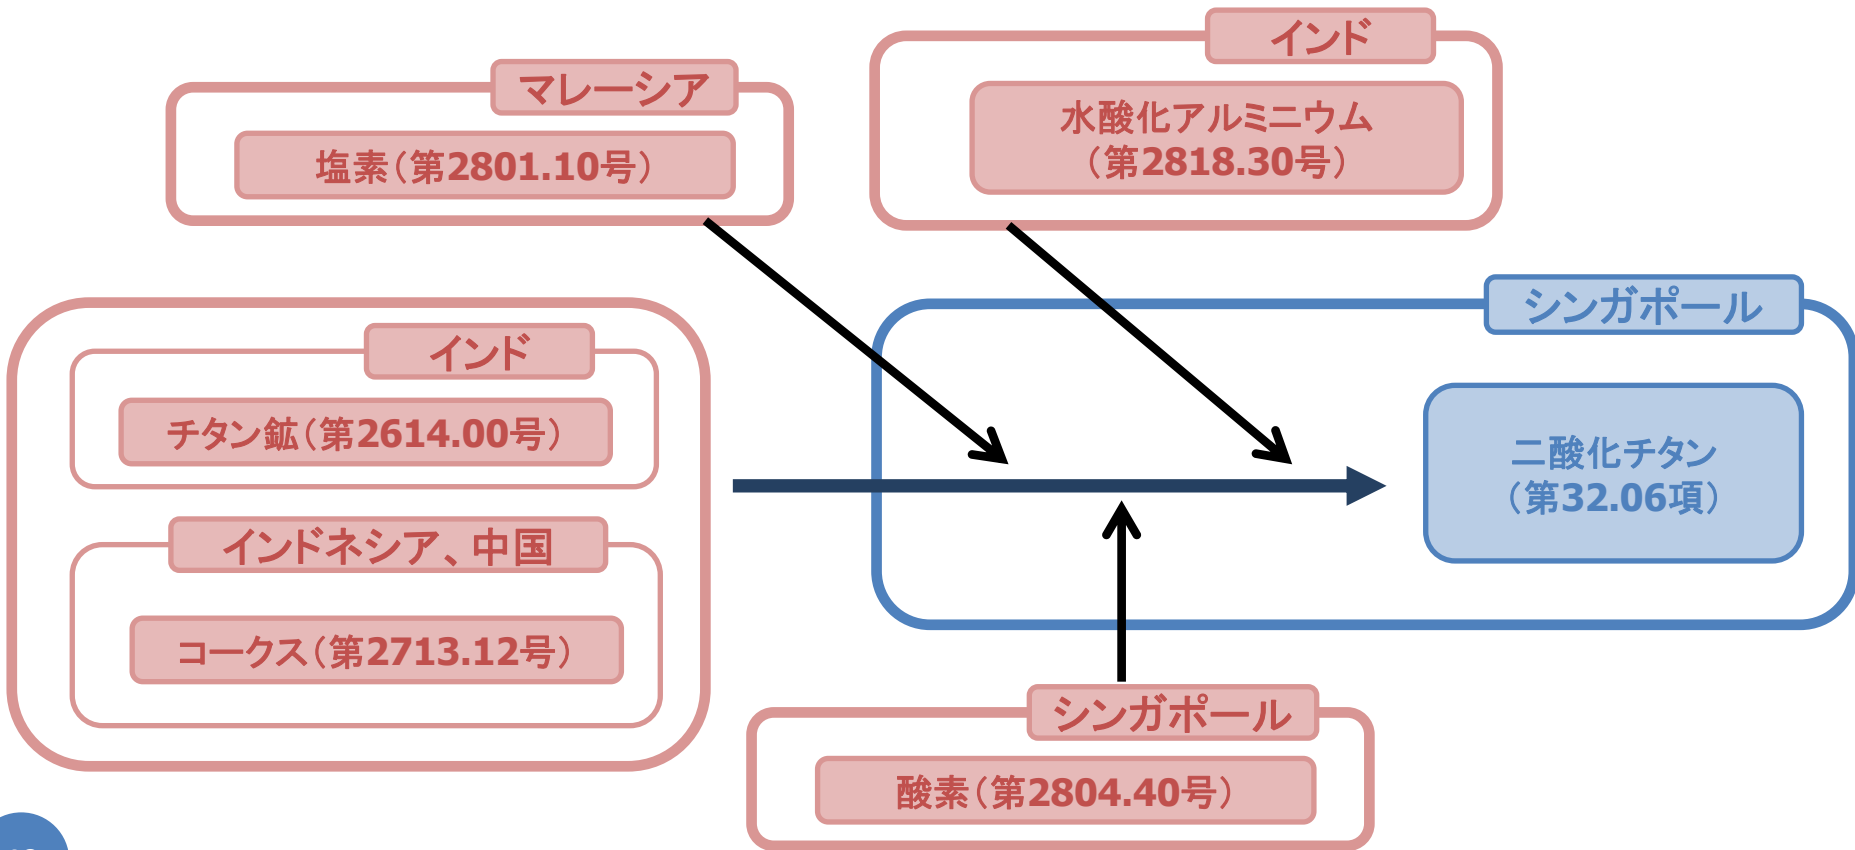 インド
水酸化アルミニウム
（第2818.30号）
マレーシア
塩素（第2801.10号）
シンガポール
二酸化チタン
（第32.06項）
インド
チタン鉱（第2614.00号）
インドネシア、中国
コークス（第2713.12号）
シンガポール
酸素（第2804.40号）